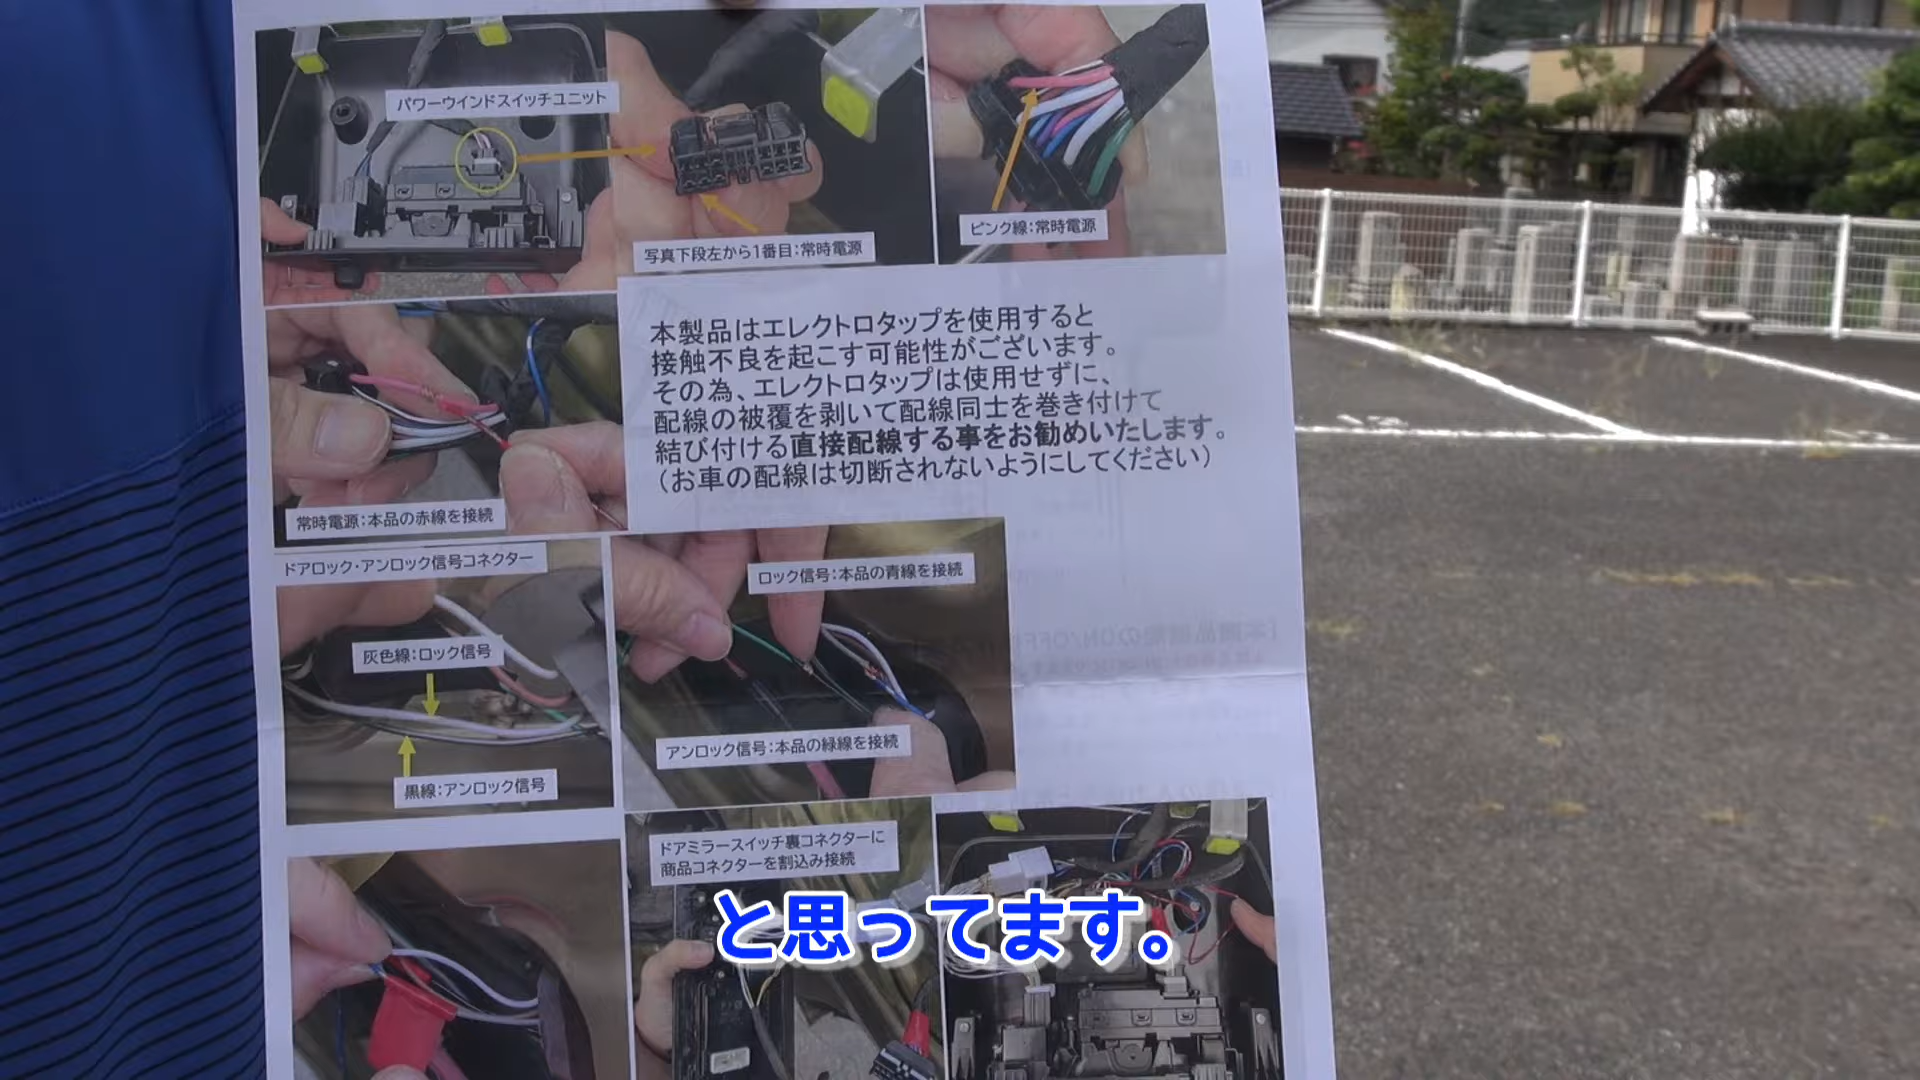 パワーウインドスイッチユニット
写真下段左から1番目：常時電源
ピンク線：常時電源
本製品はエレクトロタップを使用すると
接触不良を起こす可能性がございます。
その為、エレクトロタップは使用せずに、
配線の被覆を剥いて配線同士を巻き付けて
結び付ける直接配線する事をお勧めいたします。
（お車の配線は切断されないようにしてください）
常時電源：本品の赤線を接続
ドアロック・アンロック信号コネクター
ロック信号：本品の青線を接続
灰色線：ロック信号
アンロック信号：本品の緑線を接続
黒線：アンロック信号
ドアミラースイッチ裏コネクターに
商品コネクターを割込み接続
と思ってます。